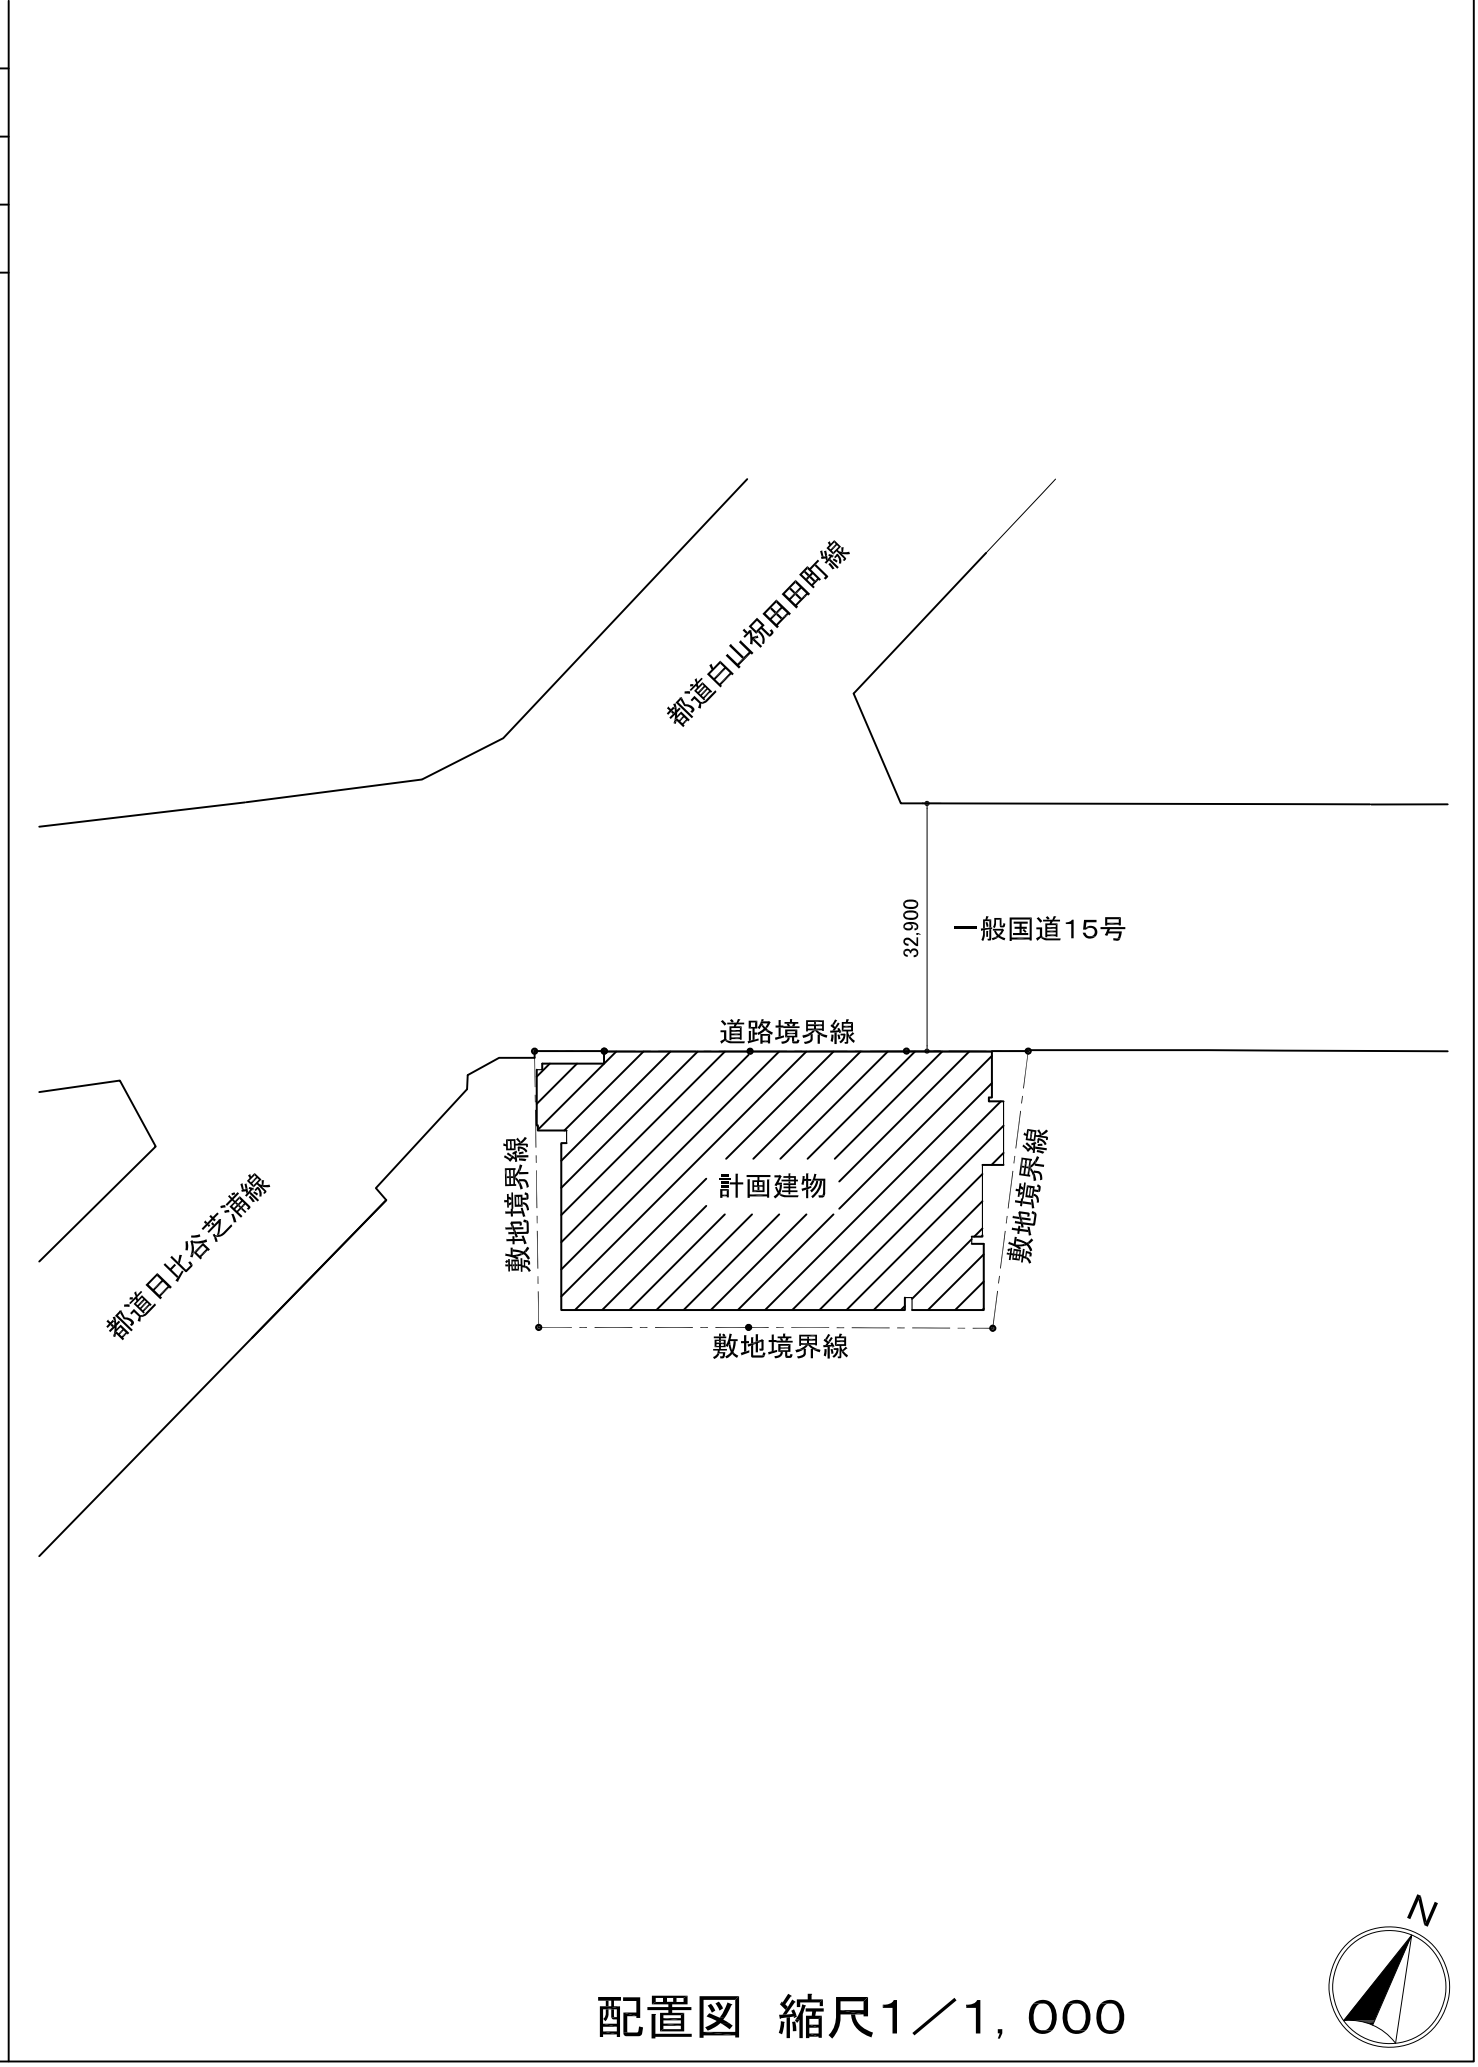 都道白山祝田田町線
32,900
一般国道15号
道路境界線
敷地境界線
計画建物
敷地境界線
都道日比谷芝浦線
敷地境界線
N
配置図 縮尺1／1，000